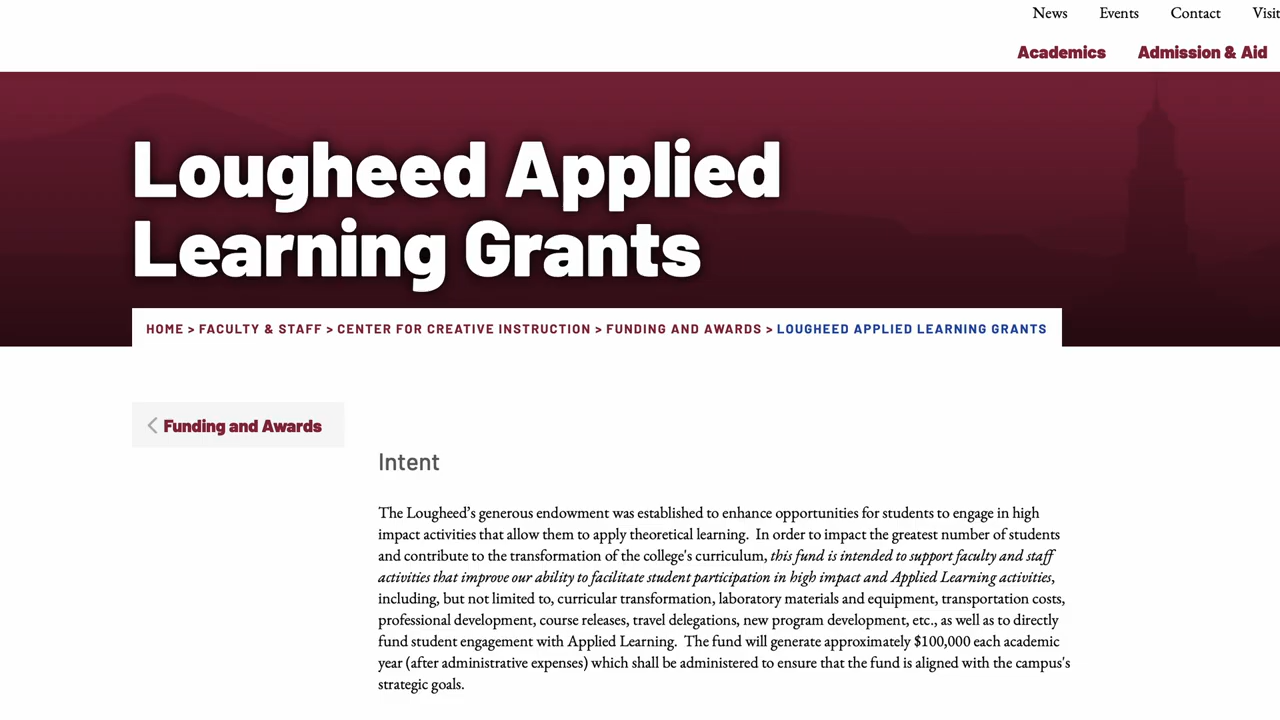 News Events Contact Visit
Academics Admission & Aid
Lougheed Applied
Learning Grants
HOME > FACULTY & STAFF > CENTER FOR CREATIVE INSTRUCTION > FUNDING AND AWARDS > LOUGHEED APPLIED LEARNING GRANTS
Funding and Awards
Intent
The Lougheed’s generous endowment was established to enhance opportunities for students to engage in high
impact activities that allow them to apply theoretical learning.  In order to impact the greatest number of students
and contribute to the transformation of the college's curriculum, this fund is intended to support faculty and staff
activities that improve our ability to facilitate student participation in high impact and Applied Learning activities,
including, but not limited to, curricular transformation, laboratory materials and equipment, transportation costs,
professional development, course releases, travel delegations, new program development, etc., as well as to directly
fund student engagement with Applied Learning.  The fund will generate approximately $100,000 each academic
year (after administrative expenses) which shall be administered to ensure that the fund is aligned with the campus's
strategic goals.